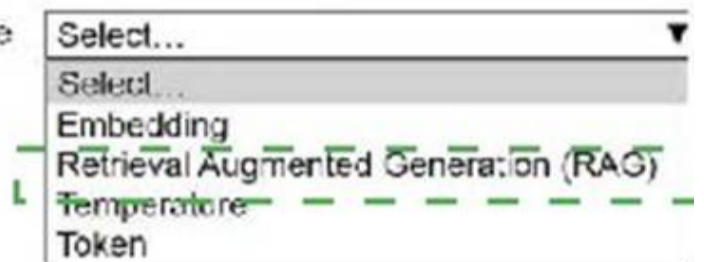 e Select...
Select...
Embedding
Retrieval Augmented Generation (RAG)
Temperature
Token